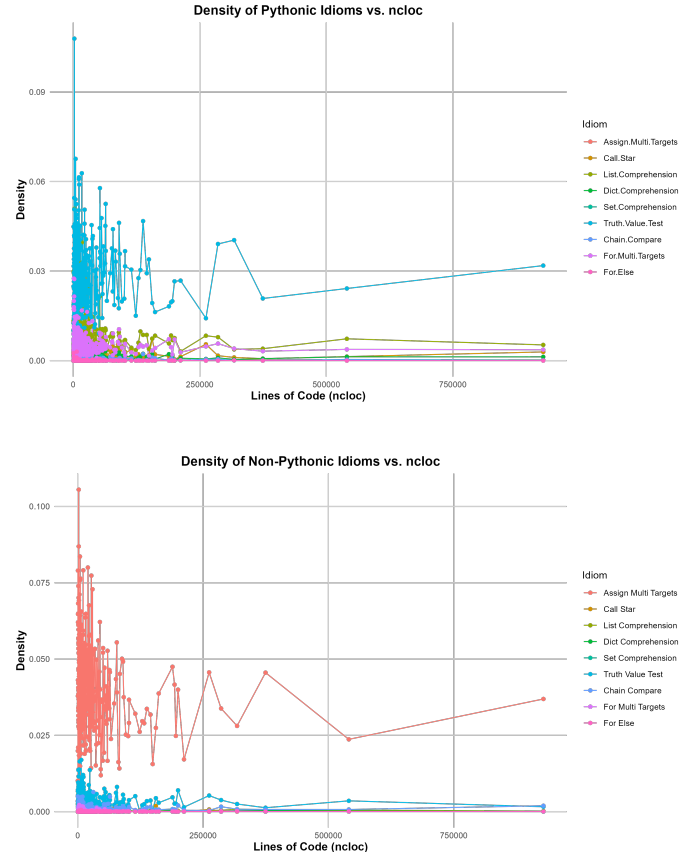 Density of Pythonic Idioms vs. ncloc
Density
0.09
0.06
0.03
0.00
0
250000
500000
750000
Lines of Code (ncloc)
Idiom
Assign.Multi.Targets
Call.Star
List.Comprehension
Dict.Comprehension
Set.Comprehension
Truth.Value.Test
Chain.Compare
For.Multi.Targets
For.Else
Density of Non-Pythonic Idioms vs. ncloc
Density
0.100
0.075
0.050
0.025
0.000
0
250000
500000
750000
Lines of Code (ncloc)
Idiom
Assign Multi Targets
Call Star
List Comprehension
Dict Comprehension
Set Comprehension
Truth Value Test
Chain Compare
For Multi Targets
For Else